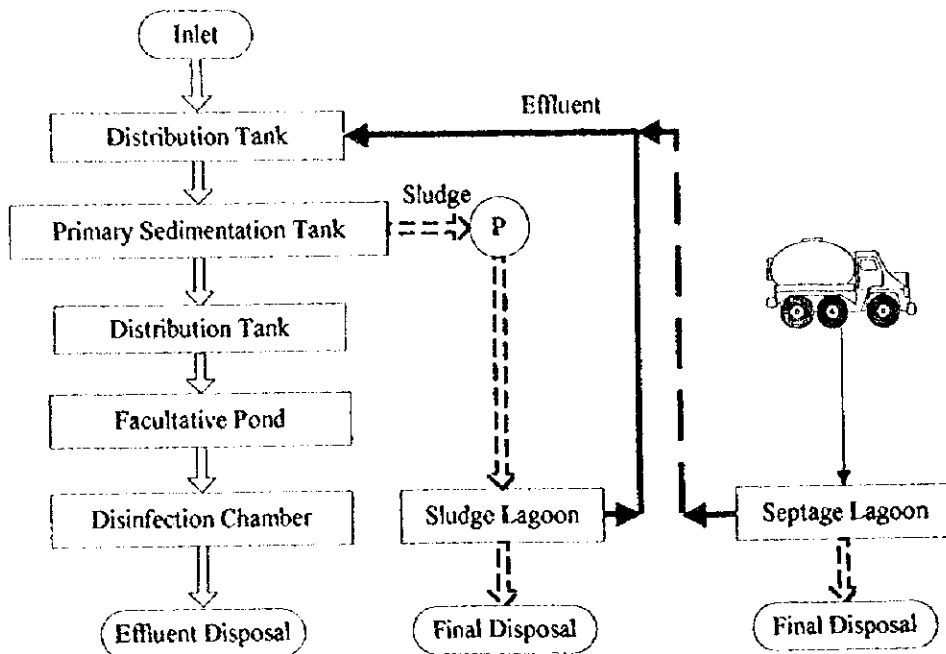 Inlet
Effluent
Distribution Tank
Sludge
Primary Sedimentation Tank
P
Distribution Tank
Facultative Pond
Disinfection Chamber
Sludge Lagoon
Septage Lagoon
Effluent Disposal
Final Disposal
Final Disposal